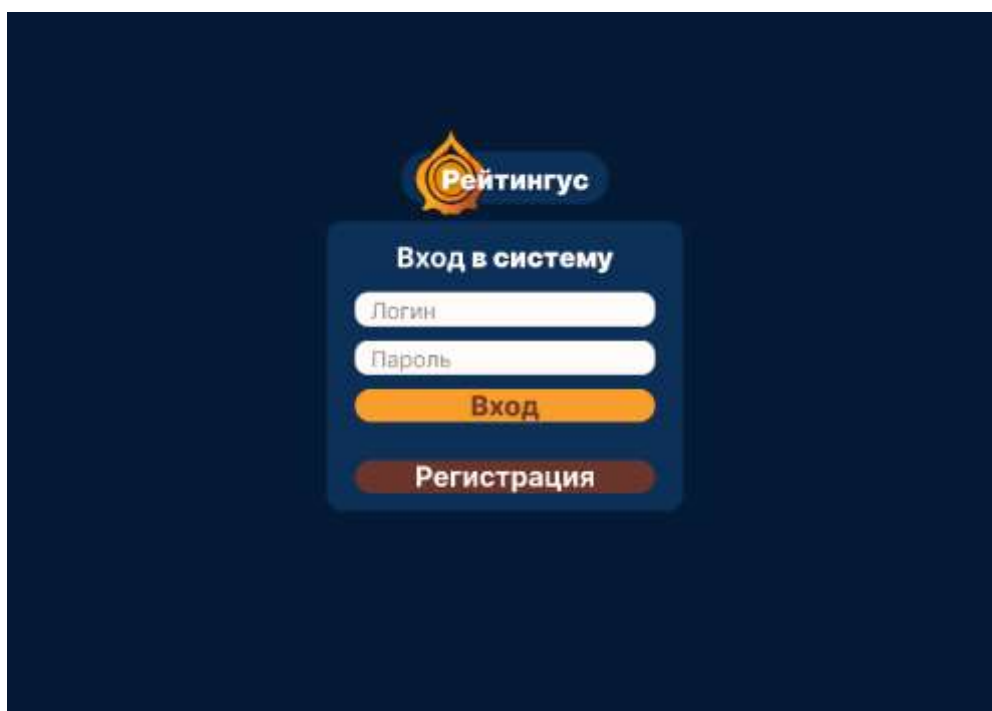 Рейтингус
Вход в систему
Логин
Пароль
Вход
Регистрация